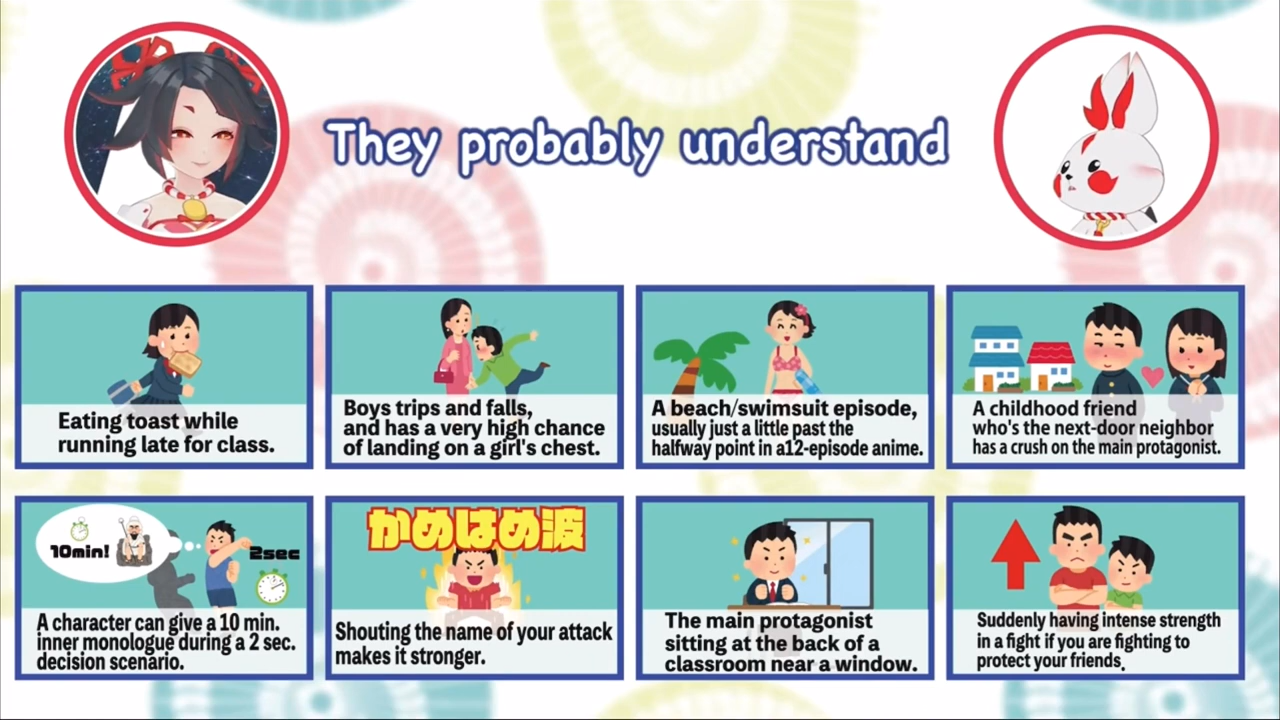 They probably understand
Eating toast while
running late for class.
Boys trips and falls,
and has a very high chance
of landing on a girl's chest.
A beach/swimsuit episode,
usually just a little past the
halfway point in a12-episode anime.
A childhood friend
who's the next-door neighbor
has a crush on the main protagonist.
10min!
2sec
A character can give a 10 min.
inner monologue during a 2 sec.
decision scenario.
かめはめ波
Shouting the name of your attack
makes it stronger.
The main protagonist
sitting at the back of a
classroom near a window.
Suddenly having intense strength
in a fight if you are fighting to
protect your friends.